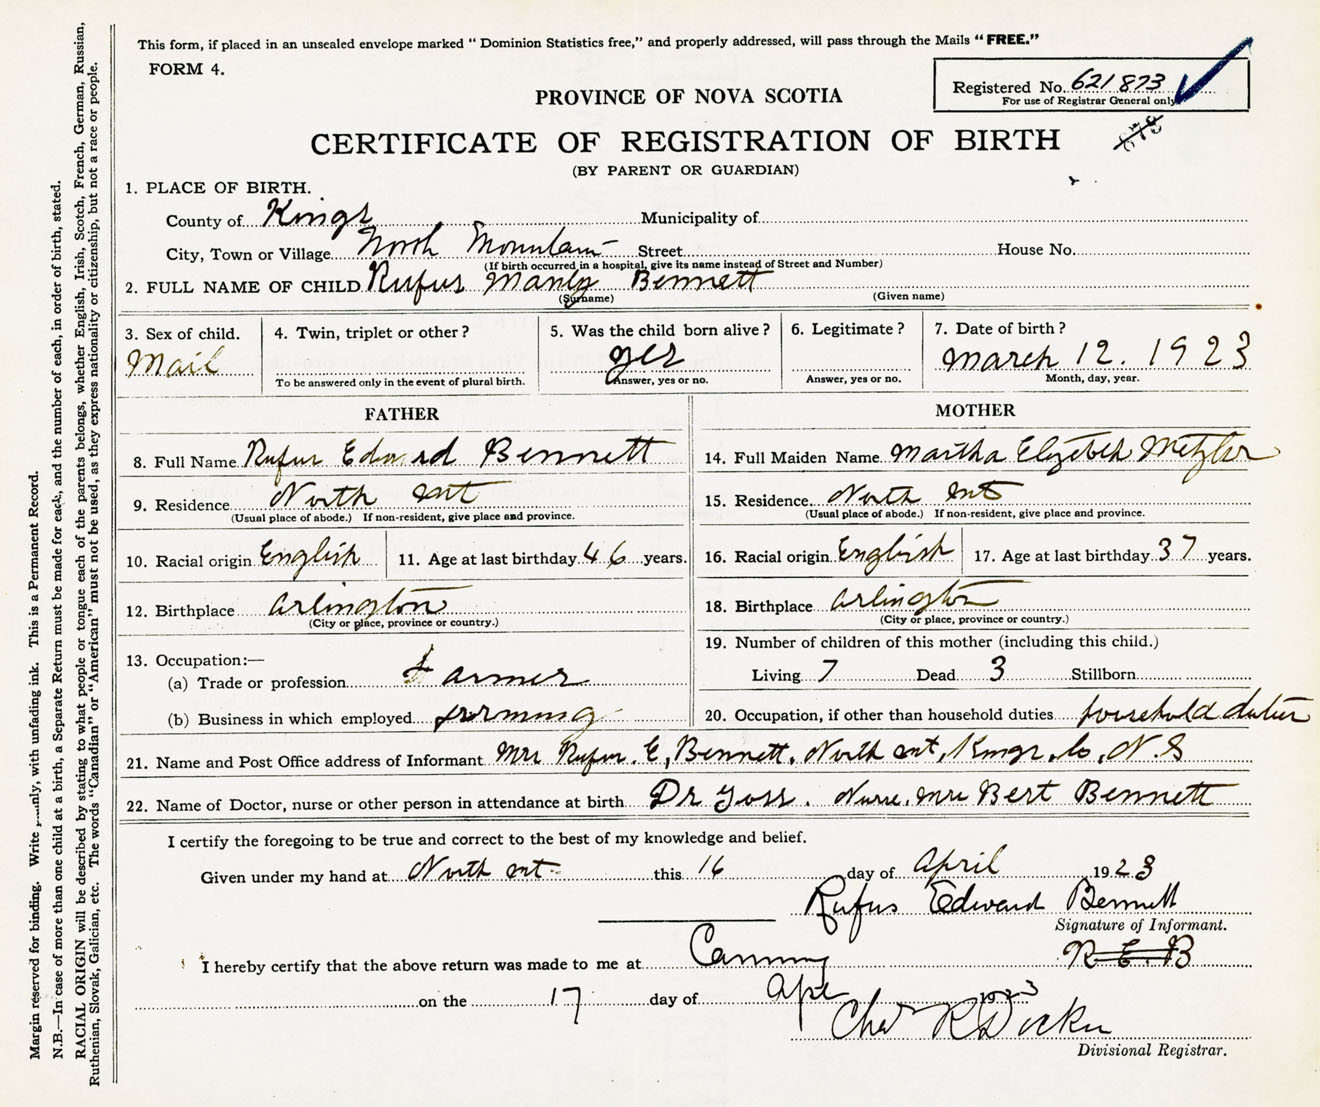 This form, if placed in an unsealed envelope marked "Dominion Statistics free," and properly addressed, will pass through the Mails "FREE."
FORM 4.
Registered No. 621873
For use of Registrar General only
PROVINCE OF NOVA SCOTIA
CERTIFICATE OF REGISTRATION OF BIRTH
(BY PARENT OR GUARDIAN)
1. PLACE OF BIRTH.
County of Kings Municipality of
City, Town or Village North Mountain Street House No.
(If birth occurred in a hospital, give its name instead of Street and Number)
2. FULL NAME OF CHILD Rufus Manly Bennett
(Surname) (Given name)
3. Sex of child. 4. Twin, triplet or other? 5. Was the child born alive? 6. Legitimate? 7. Date of birth?
Mail yes march 12. 1923
To be answered only in the event of plural birth. Answer, yes or no. Answer, yes or no. Month, day, year.
FATHER MOTHER
8. Full Name Rufus Edward Bennett 14. Full Maiden Name Martha Elizebeh Metzler
9. Residence North mt 15. Residence North mt
(Usual place of abode.) If non-resident, give place and province. (Usual place of abode.) If non-resident, give place and province.
10. Racial origin English 11. Age at last birthday 46 years. 16. Racial origin English 17. Age at last birthday 37 years.
12. Birthplace arlington 18. Birthplace arlington
(City or place, province or country.) (City or place, province or country.)
13. Occupation:— 19. Number of children of this mother (including this child.)
(a) Trade or profession Farmer Living 7 Dead 3 Stillborn
(b) Business in which employed farming 20. Occupation, if other than household duties household duties
21. Name and Post Office address of Informant Mrs Rufus. E, Bennett, North mt, Kings, Co, N.S
22. Name of Doctor, nurse or other person in attendance at birth Dr . Nurse. Mrs Bert Bennett
I certify the foregoing to be true and correct to the best of my knowledge and belief.
Given under my hand at North mt this 16 day of April 1923
Rufus Edward Bennett
Signature of Informant.
R. E. B
I hereby certify that the above return was made to me at Canning
on the 17 day of Apl 1923
Chas R
Divisional Registrar.
Margin reserved for binding. Write plainly, with unfading ink. This is a Permanent Record.
N.B.—In case of more than one child at a birth, a Separate Return must be made for each, and the number of each, in order of birth, stated.
RACIAL ORIGIN will be described by stating to what people or tongue each of the parents belongs, whether English, Irish, Scotch, French, German, Russian,
Ruthenian, Slovak, Galician, etc. The words "Canadian" or "American" must not be used, as they express nationality or citizenship, but not a race or people.